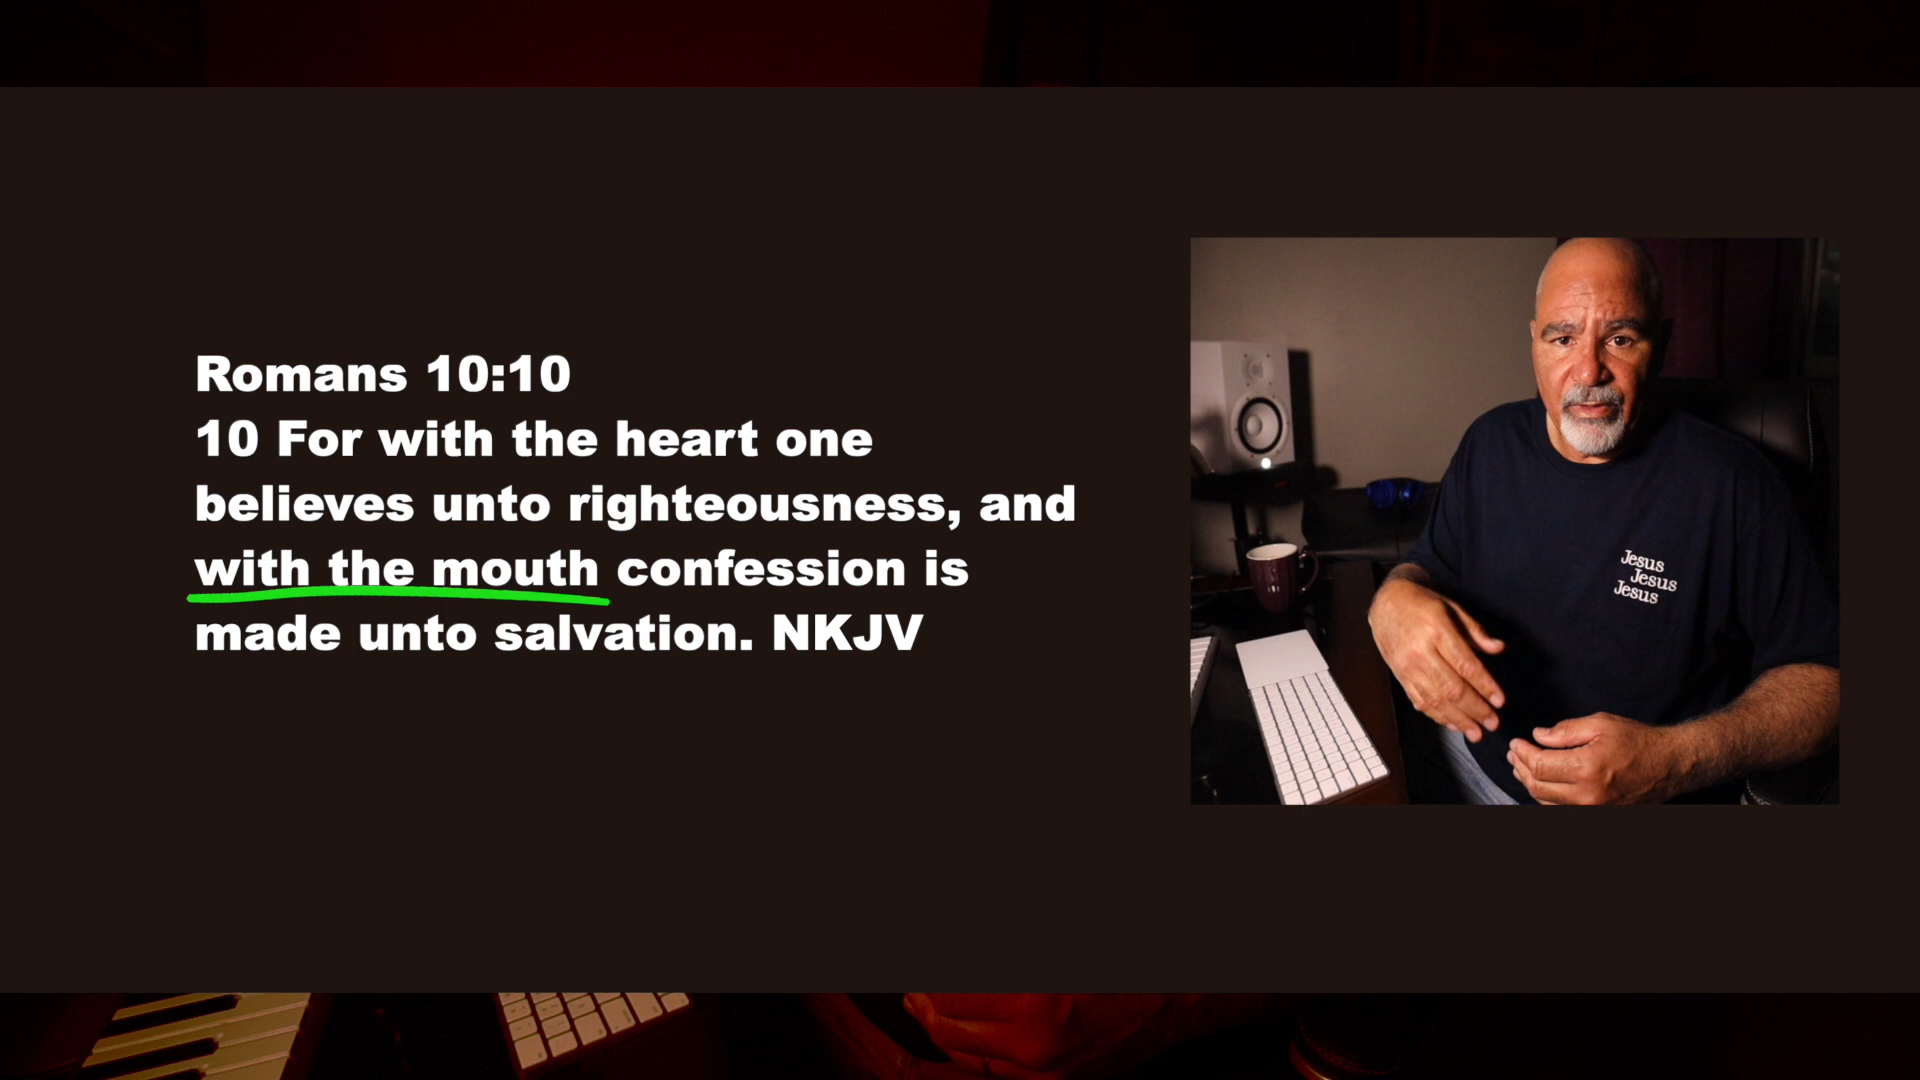 Romans 10:10
10 For with the heart one
believes unto righteousness, and
with the mouth confession is
made unto salvation. NKJV
Jesus
Jesus
Jesus